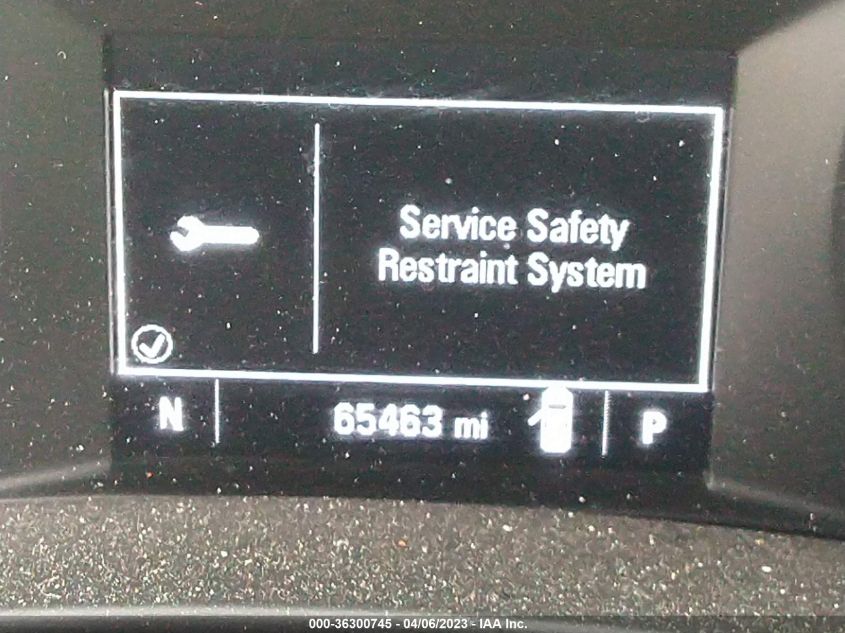 Service Safety
Restraint System
N 65463 mi P
000-36300745 - 04/06/2023 - IAA Inc.